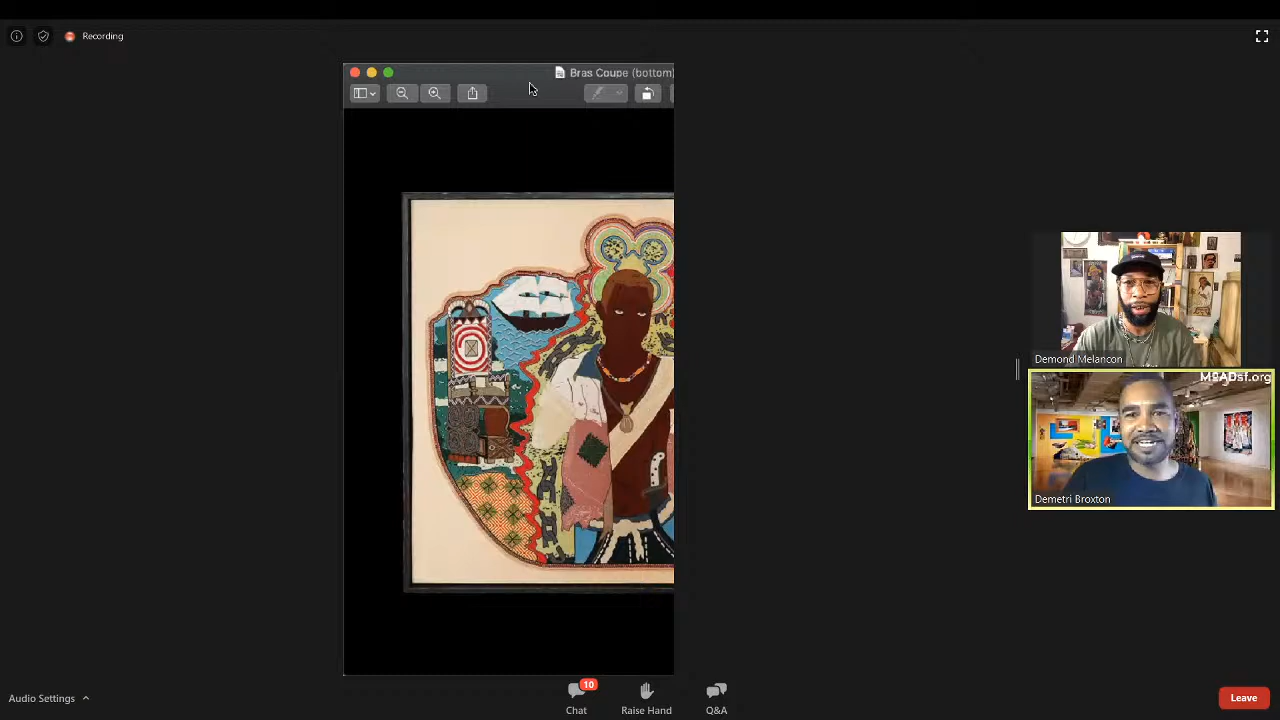 Recording
Bras Coupe (bottom)
Demond Melancon
MoADsf.org
Demetri Broxton
Audio Settings
10
Chat
Raise Hand
Q&A
Leave